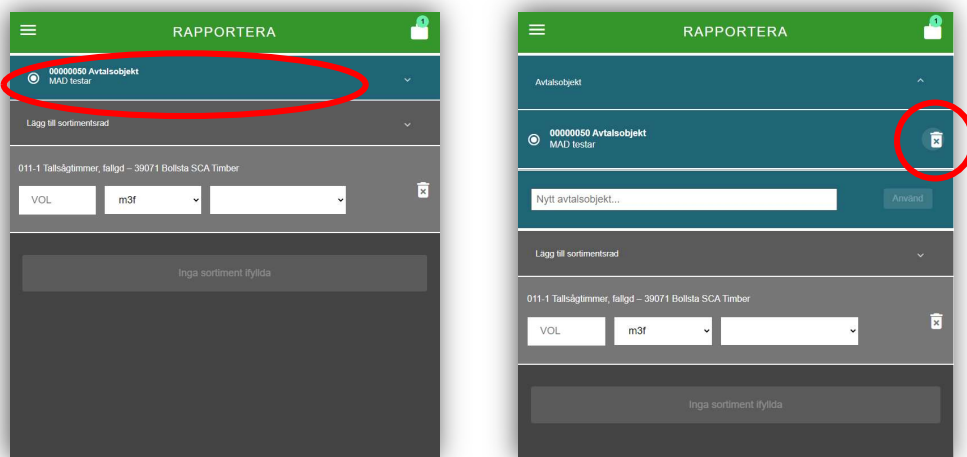 RAPPORTERA
1
00000050 Avtalsobjekt
MAD testar
Lägg till sortimentsrad
011-1 Tallsågtimmer, fallgd – 39071 Bollsta SCA Timber
VOL
m3f
Inga sortiment ifyllda
RAPPORTERA
1
Avtalsobjekt
00000050 Avtalsobjekt
MAD testar
Nytt avtalsobjekt...
Använd
Lägg till sortimentsrad
011-1 Tallsågtimmer, fallgd – 39071 Bollsta SCA Timber
VOL
m3f
Inga sortiment ifyllda